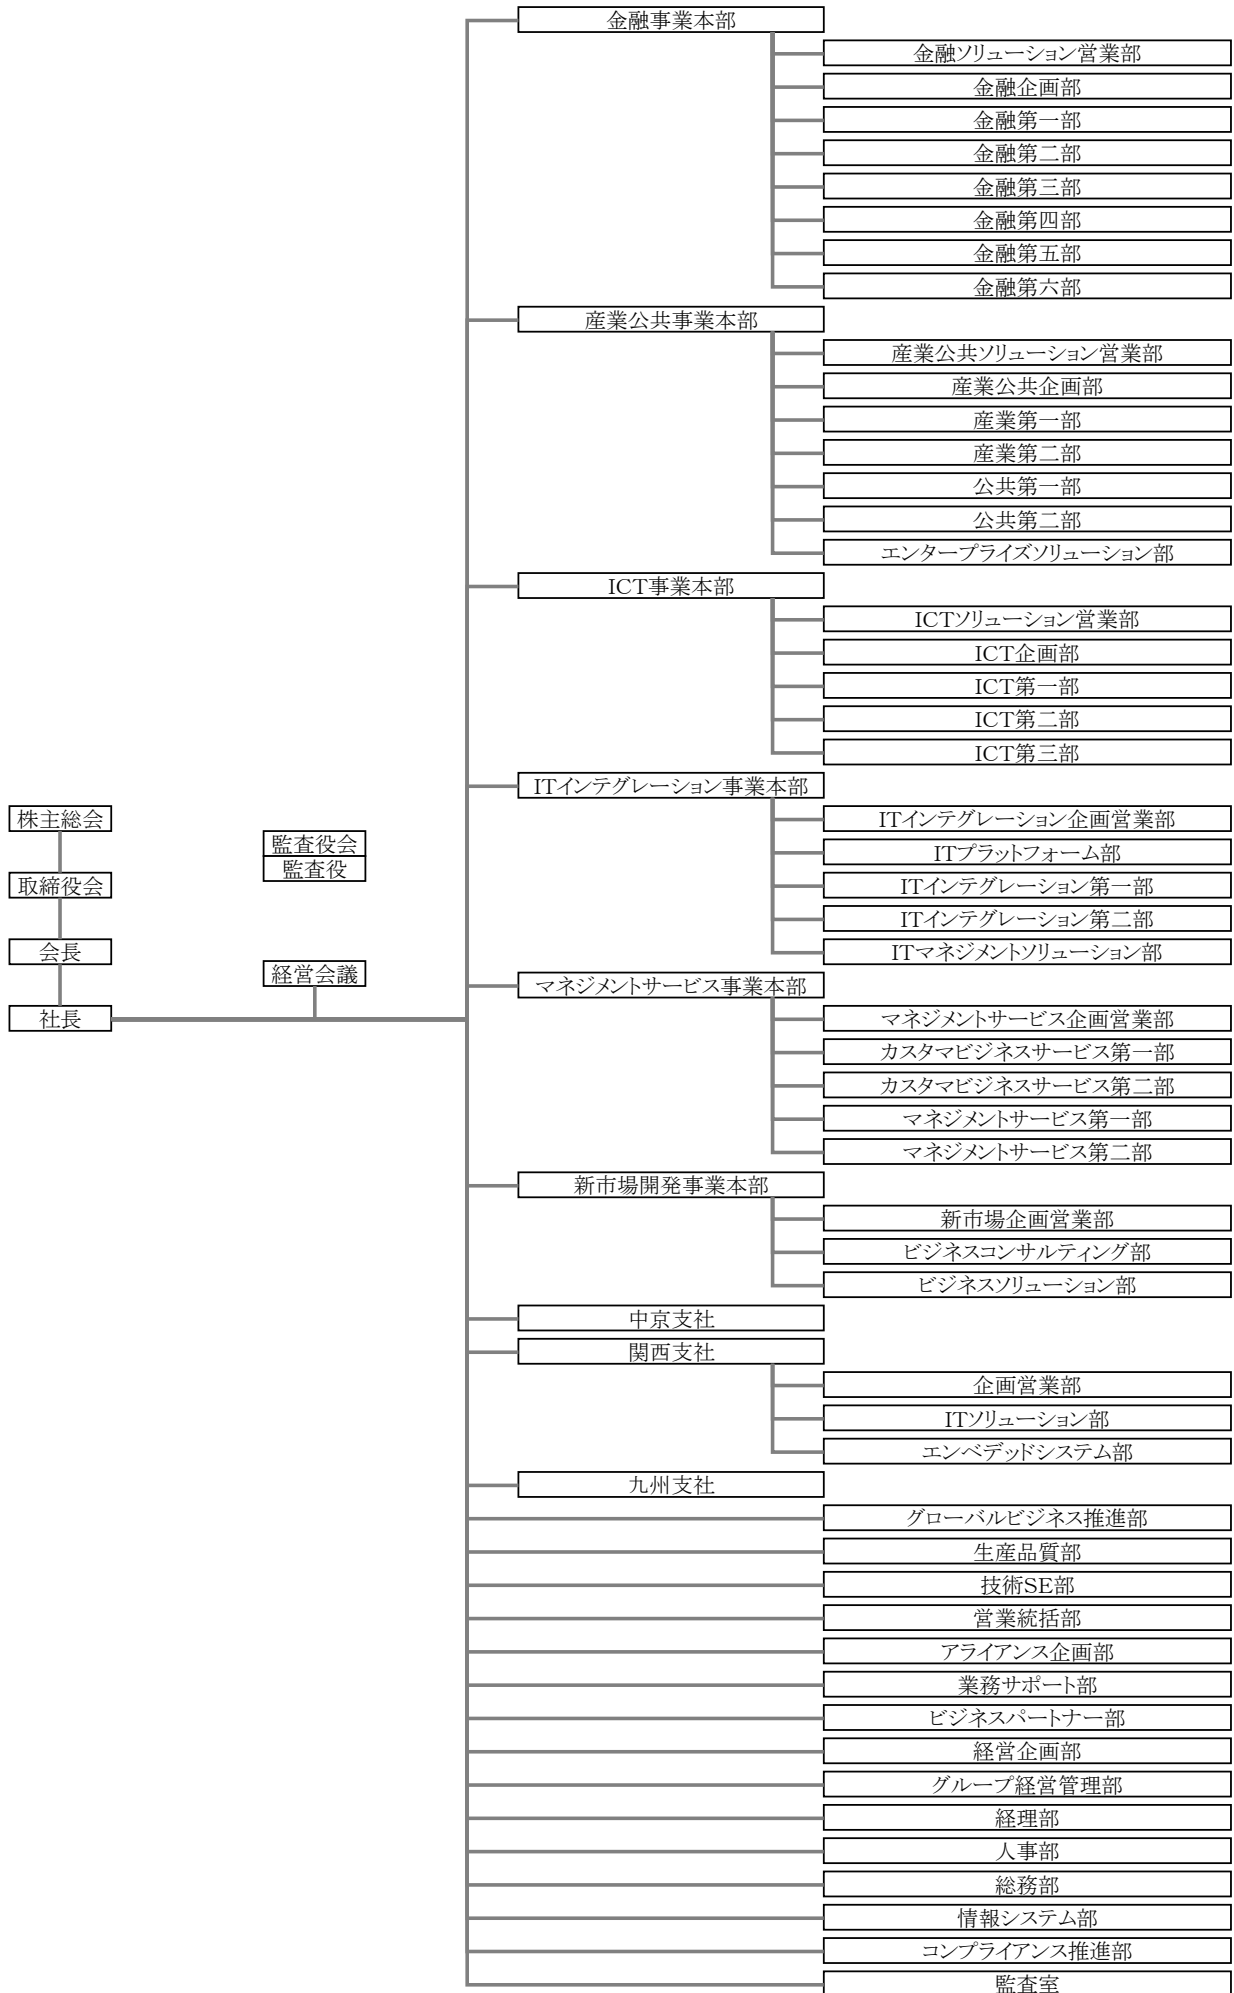 株主総会
取締役会
会長
社長
監査役会
監査役
経営会議
金融事業本部
金融ソリューション営業部
金融企画部
金融第一部
金融第二部
金融第三部
金融第四部
金融第五部
金融第六部
産業公共事業本部
産業公共ソリューション営業部
産業公共企画部
産業第一部
産業第二部
公共第一部
公共第二部
エンタープライズソリューション部
ICT事業本部
ICTソリューション営業部
ICT企画部
ICT第一部
ICT第二部
ICT第三部
ITインテグレーション事業本部
ITインテグレーション企画営業部
ITプラットフォーム部
ITインテグレーション第一部
ITインテグレーション第二部
ITマネジメントソリューション部
マネジメントサービス事業本部
マネジメントサービス企画営業部
カスタマビジネスサービス第一部
カスタマビジネスサービス第二部
マネジメントサービス第一部
マネジメントサービス第二部
新市場開発事業本部
新市場企画営業部
ビジネスコンサルティング部
ビジネスソリューション部
中京支社
関西支社
企画営業部
ITソリューション部
エンベデッドシステム部
九州支社
グローバルビジネス推進部
生産品質部
技術SE部
営業統括部
アライアンス企画部
業務サポート部
ビジネスパートナー部
経営企画部
グループ経営管理部
経理部
人事部
総務部
情報システム部
コンプライアンス推進部
監査室